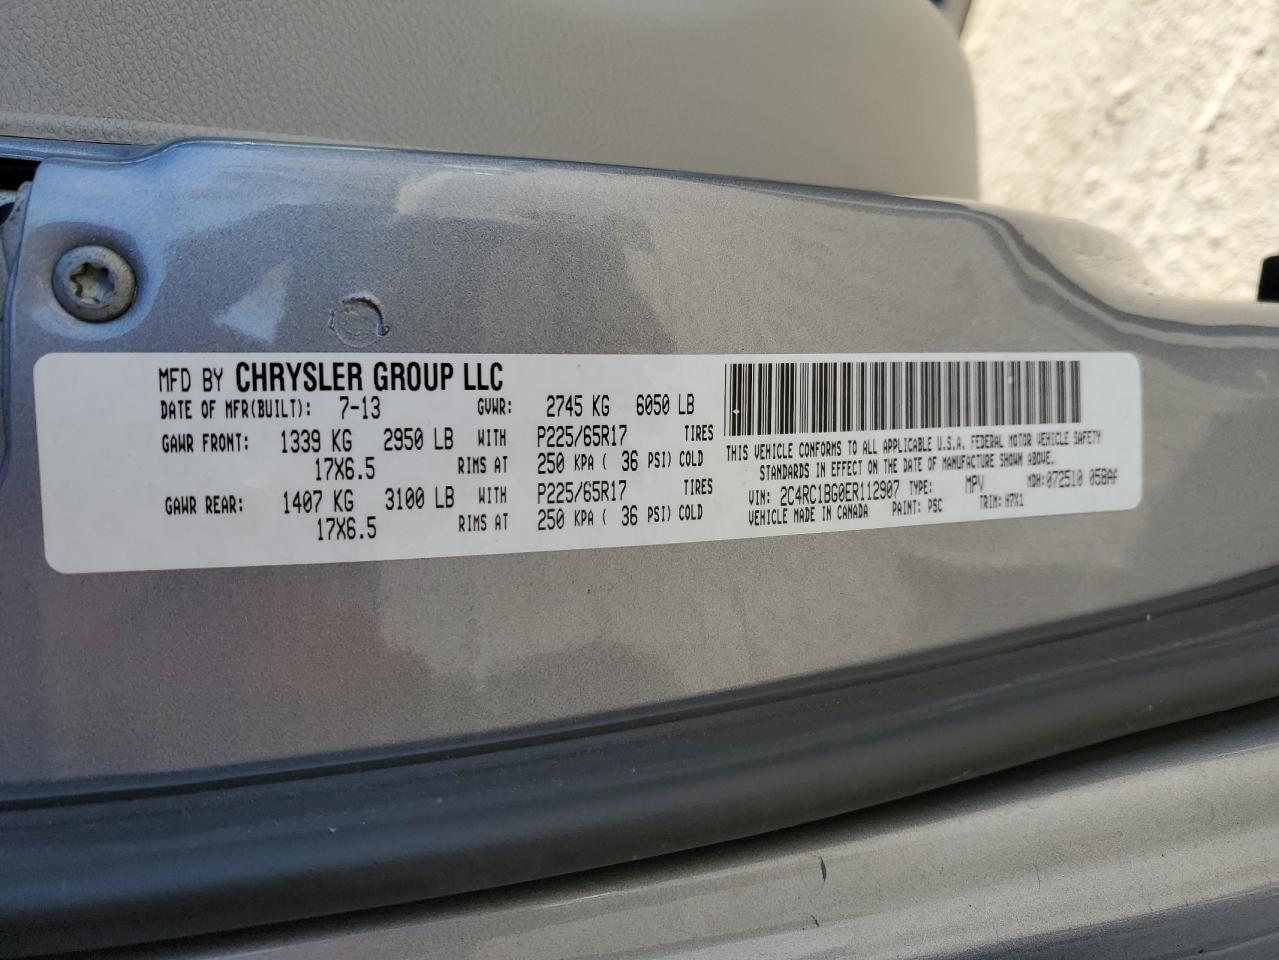 MFD BY CHRYSLER GROUP LLC
DATE OF MFR(BUILT): 7-13 GVWR: 2745 KG 6050 LB
GAWR FRONT: 1339 KG 2950 LB WITH P225/65R17 TIRES
17X6.5 RIMS AT 250 KPA ( 36 PSI) COLD
GAWR REAR: 1407 KG 3100 LB WITH P225/65R17 TIRES
17X6.5 RIMS AT 250 KPA ( 36 PSI) COLD
THIS VEHICLE CONFORMS TO ALL APPLICABLE U.S.A. FEDERAL MOTOR VEHICLE SAFETY
STANDARDS IN EFFECT ON THE DATE OF MANUFACTURE SHOWN ABOVE.
VIN: 2C4RC1BG0ER112907 TYPE: MPV MDH: 072510
VEHICLE MADE IN CANADA PAINT: PSC TRIM: H7X1